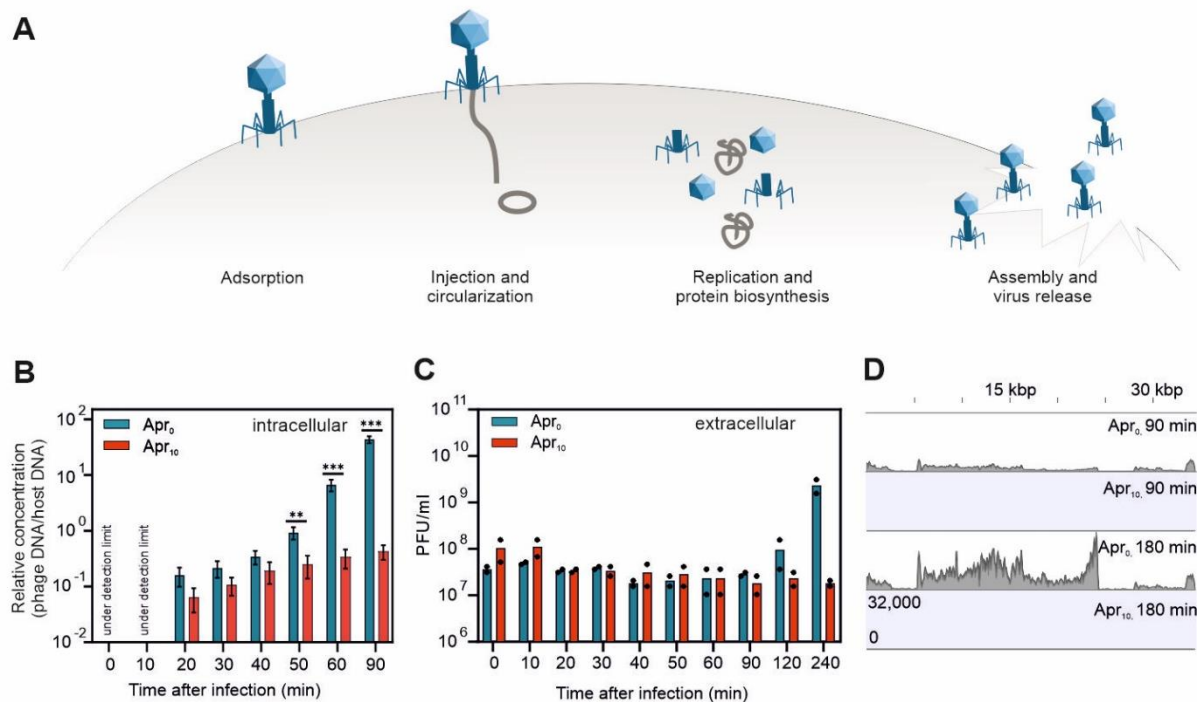 A
Adsorption
Injection and
circularization
Replication and
protein biosynthesis
Assembly and
virus release
B
Relative concentration
(phage DNA/host DNA)
10²
10¹
10⁰
10⁻¹
10⁻²
Apr₀
Apr₁₀
intracellular
under detection limit
under detection limit
**
***
***
0 10 20 30 40 50 60 90
Time after infection (min)
C
PFU/ml
10¹¹
10¹⁰
10⁹
10⁸
10⁷
10⁶
Apr₀
Apr₁₀
extracellular
0 10 20 30 40 50 60 90 120 240
Time after infection (min)
D
15 kbp 30 kbp
Apr₀, 90 min
Apr₁₀, 90 min
Apr₀, 180 min
32,000
Apr₁₀, 180 min
0